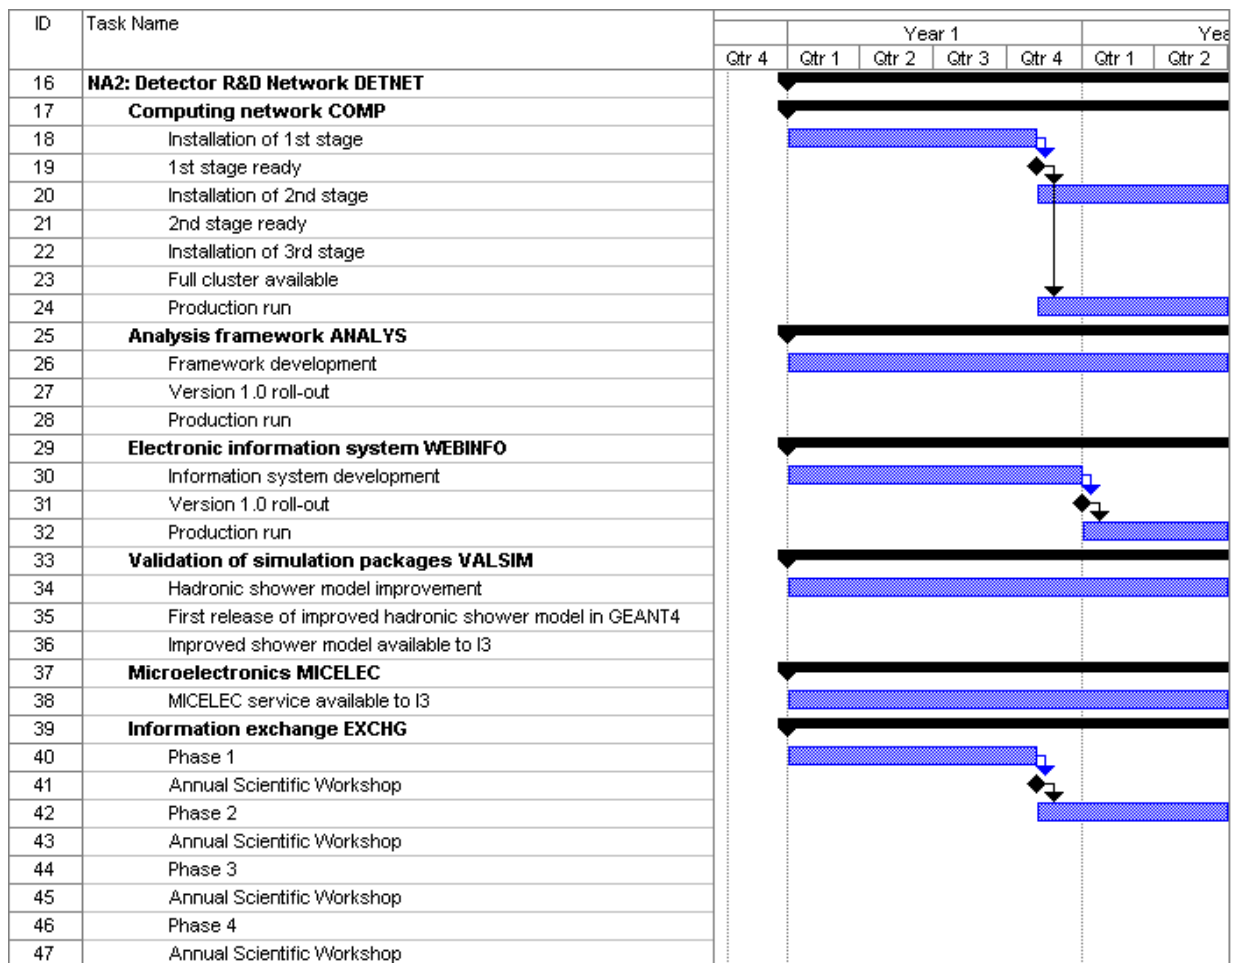 ID Task Name
Year 1 Yea
Qtr 4 Qtr 1 Qtr 2 Qtr 3 Qtr 4 Qtr 1 Qtr 2
16 NA2: Detector R&D Network DETNET
17 Computing network COMP
18 Installation of 1st stage
19 1st stage ready
20 Installation of 2nd stage
21 2nd stage ready
22 Installation of 3rd stage
23 Full cluster available
24 Production run
25 Analysis framework ANALYS
26 Framework development
27 Version 1.0 roll-out
28 Production run
29 Electronic information system WEBINFO
30 Information system development
31 Version 1.0 roll-out
32 Production run
33 Validation of simulation packages VALSIM
34 Hadronic shower model improvement
35 First release of improved hadronic shower model in GEANT4
36 Improved shower model available to I3
37 Microelectronics MICELEC
38 MICELEC service available to I3
39 Information exchange EXCHG
40 Phase 1
41 Annual Scientific Workshop
42 Phase 2
43 Annual Scientific Workshop
44 Phase 3
45 Annual Scientific Workshop
46 Phase 4
47 Annual Scientific Workshop